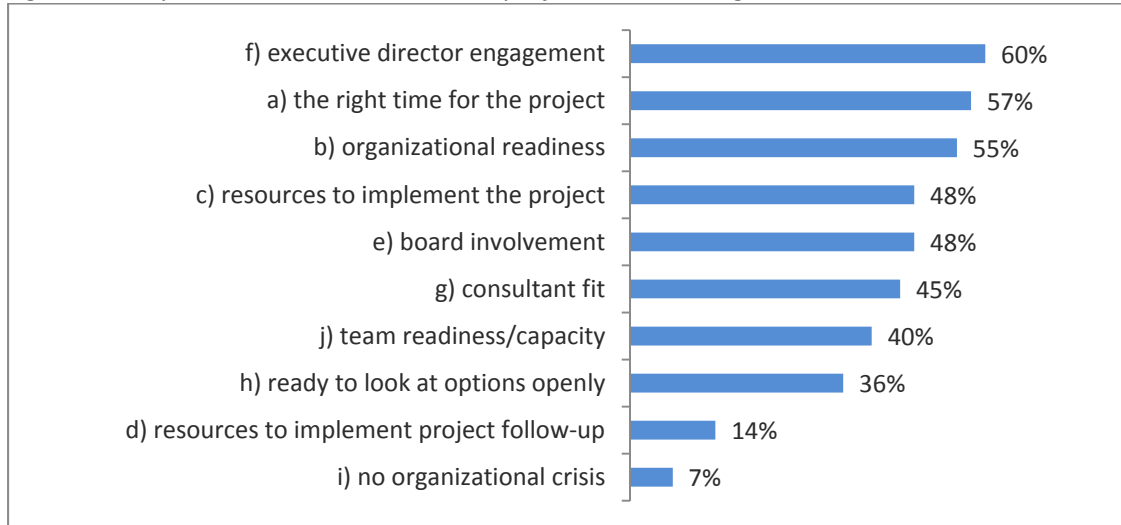 f) executive director engagement 60%
a) the right time for the project 57%
b) organizational readiness 55%
c) resources to implement the project 48%
e) board involvement 48%
g) consultant fit 45%
j) team readiness/capacity 40%
h) ready to look at options openly 36%
d) resources to implement project follow-up 14%
i) no organizational crisis 7%